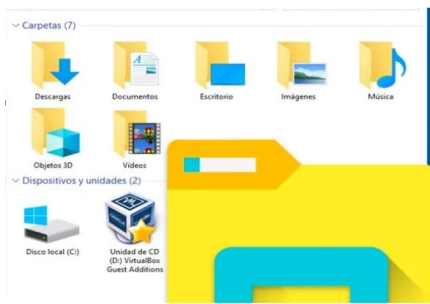 Carpetas (7)
Descargas
Documentos
Escritorio
Imágenes
Música
Objetos 3D
Vídeos
Dispositivos y unidades (2)
Disco local (C:)
Unidad de CD
(D:) VirtualBox
Guest Additions